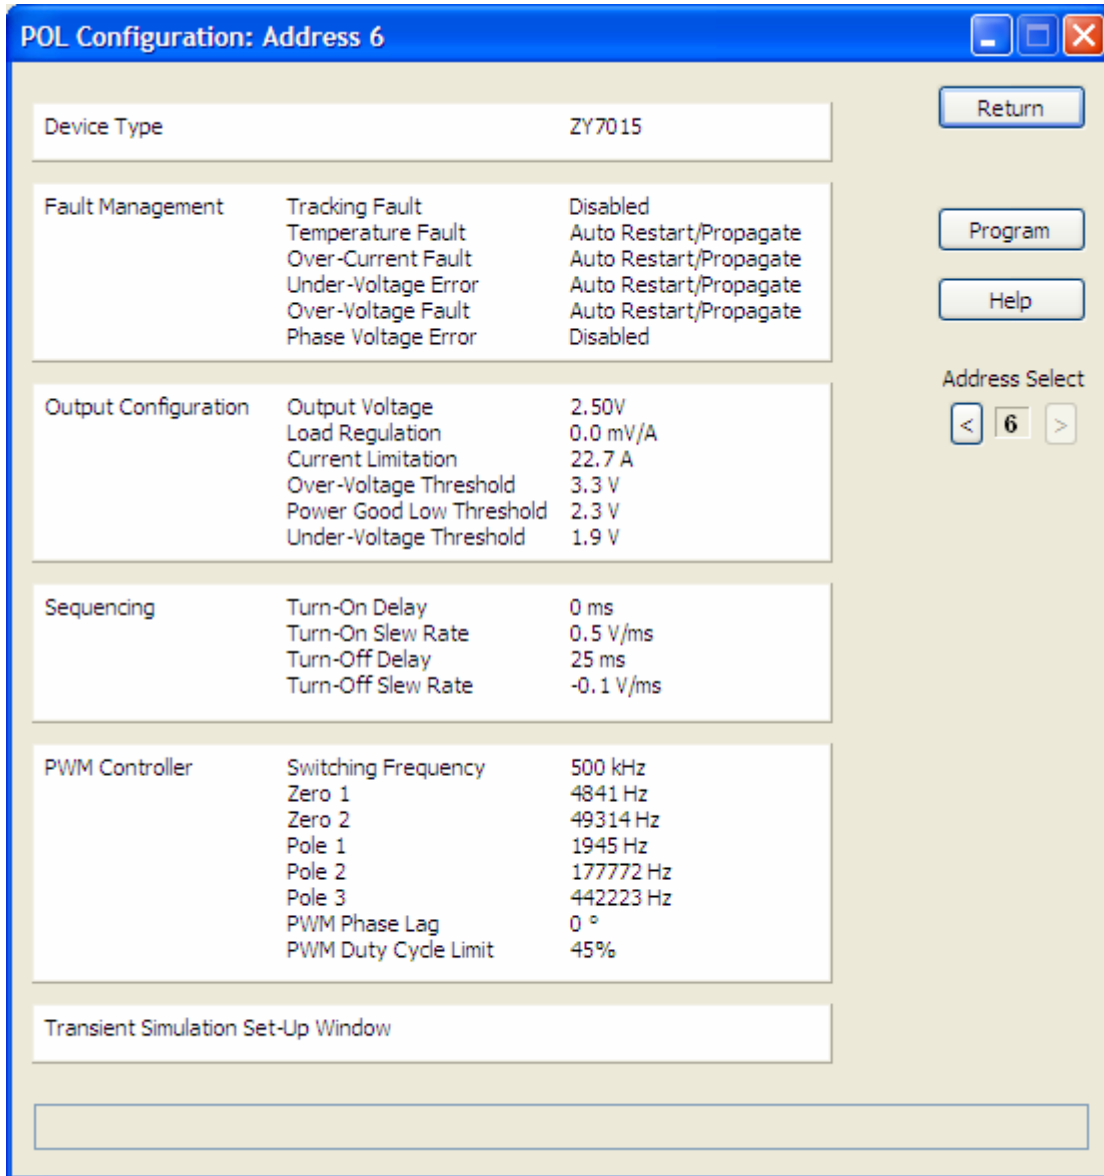 POL Configuration: Address 6
Return
Device Type ZY7015
Fault Management Tracking Fault Disabled
Temperature Fault Auto Restart/Propagate
Over-Current Fault Auto Restart/Propagate
Under-Voltage Error Auto Restart/Propagate
Over-Voltage Fault Auto Restart/Propagate
Phase Voltage Error Disabled
Program
Help
Address Select
< 6 >
Output Configuration Output Voltage 2.50V
Load Regulation 0.0 mV/A
Current Limitation 22.7 A
Over-Voltage Threshold 3.3 V
Power Good Low Threshold 2.3 V
Under-Voltage Threshold 1.9 V
Sequencing Turn-On Delay 0 ms
Turn-On Slew Rate 0.5 V/ms
Turn-Off Delay 25 ms
Turn-Off Slew Rate -0.1 V/ms
PWM Controller Switching Frequency 500 kHz
Zero 1 4841 Hz
Zero 2 49314 Hz
Pole 1 1945 Hz
Pole 2 177772 Hz
Pole 3 442223 Hz
PWM Phase Lag 0 °
PWM Duty Cycle Limit 45%
Transient Simulation Set-Up Window